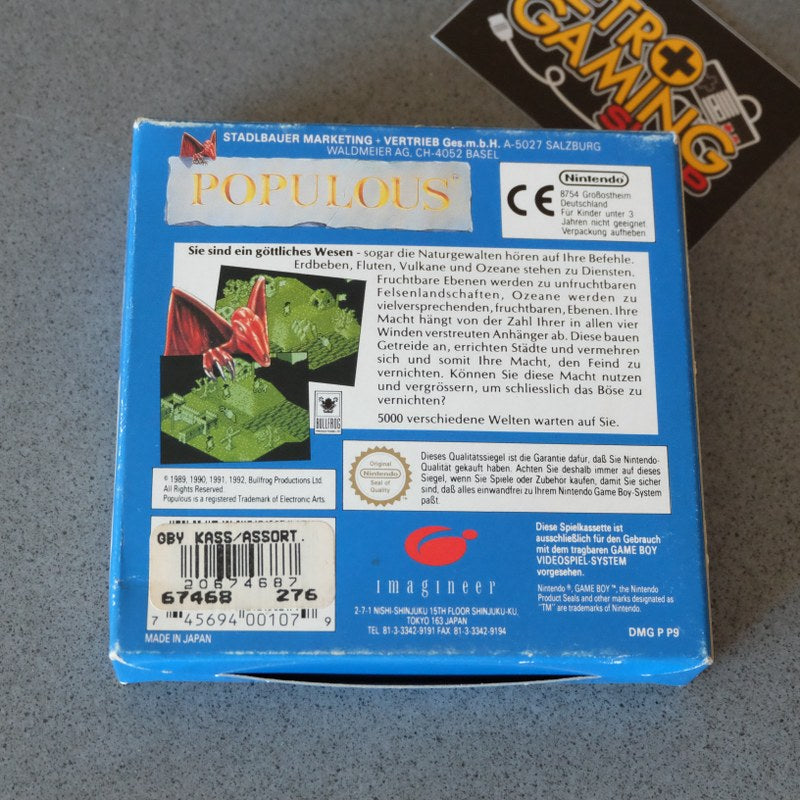 RETRO
GAMING
STADLBAUER MARKETING + VERTRIEB Ges.m.b.H. A-5027 SALZBURG
WALDMEIER AG, CH-4052 BASEL
POPULOUS™
CE
Nintendo
8754 Großostheim
Deutschland
Für Kinder unter 3
Jahren nicht geeignet
Verpackung aufheben
Sie sind ein göttliches Wesen - sogar die Naturgewalten hören auf Ihre Befehle.
Erdbeben, Fluten, Vulkane und Ozeane stehen zu Diensten.
Fruchtbare Ebenen werden zu unfruchtbaren
Felsenlandschaften, Ozeane werden zu
vielversprechenden, fruchtbaren, Ebenen. Ihre
Macht hängt von der Zahl Ihrer in allen vier
Winden verstreuten Anhänger ab. Diese bauen
Getreide an, errichten Städte und vermehren
sich und somit Ihre Macht, den Feind zu
vernichten. Können Sie diese Macht nutzen
und vergrössern, um schliesslich das Böse zu
vernichten?
5000 verschiedene Welten warten auf Sie.
BULLFROG
© 1989, 1990, 1991, 1992, Bullfrog Productions Ltd.
All Rights Reserved.
Populous is a registered Trademark of Electronic Arts
Original
Nintendo
Seal of
Quality
Dieses Qualitätssiegel ist die Garantie dafür, daß Sie Nintendo-
Qualität gekauft haben. Achten Sie deshalb immer auf dieses
Siegel, wenn Sie Spiele oder Zubehör kaufen, damit Sie sicher
sind, daß alles einwandfrei zu Ihrem Nintendo Game Boy-System
paßt.
GBY KASS/ASSORT.
20674687
67468 276
7 45694 00107 9
MADE IN JAPAN
imagineer
2-7-1 NISHI-SHINJUKU 15TH FLOOR SHINJUKU-KU,
TOKYO 163 JAPAN
TEL 81-3-3342-9191 FAX 81-3-3342-9194
Diese Spielkassette ist
ausschließlich für den Gebrauch
mit dem tragbaren GAME BOY
VIDEOSPIEL-SYSTEM
vorgesehen.
Nintendo ®, GAME BOY ™, the Nintendo
Product Seals and other marks designated as
"TM" are trademarks of Nintendo.
DMG P P9